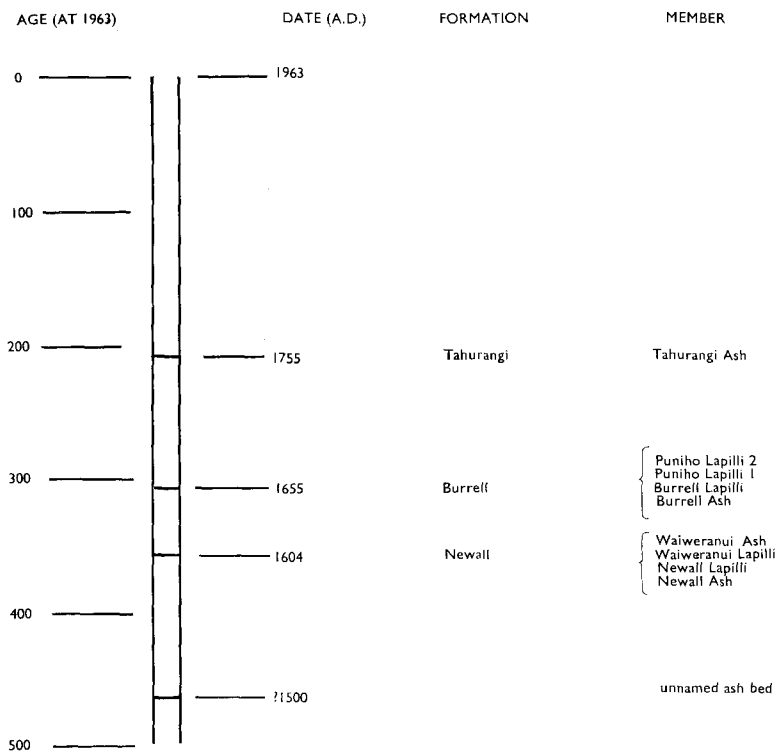 AGE (AT 1963) DATE (A.D.) FORMATION MEMBER
0 1963
100
200 1755 Tahurangi Tahurangi Ash
Puniho Lapilli 2
Puniho Lapilli 1
300 1655 Burrell Burrell Lapilli
Burrell Ash
Waiweranui Ash
1604 Newall Waiweranui Lapilli
Newall Lapilli
Newall Ash
400
?1500 unnamed ash bed
500